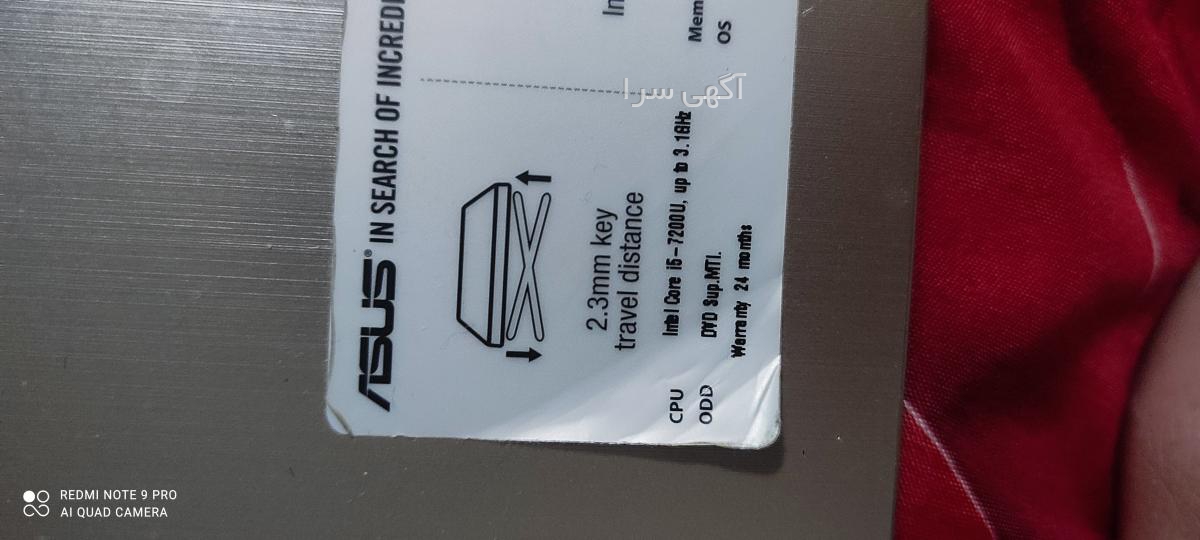 ASUS® IN SEARCH OF INCREDI
2.3mm key
travel distance
In
CPU Intel Core i5-7200U, up to 3.1GHz
Mem
ODD DVD Sup.MTI.
OS
Warranty 24 months
آگهی سرا
REDMI NOTE 9 PRO
AI QUAD CAMERA